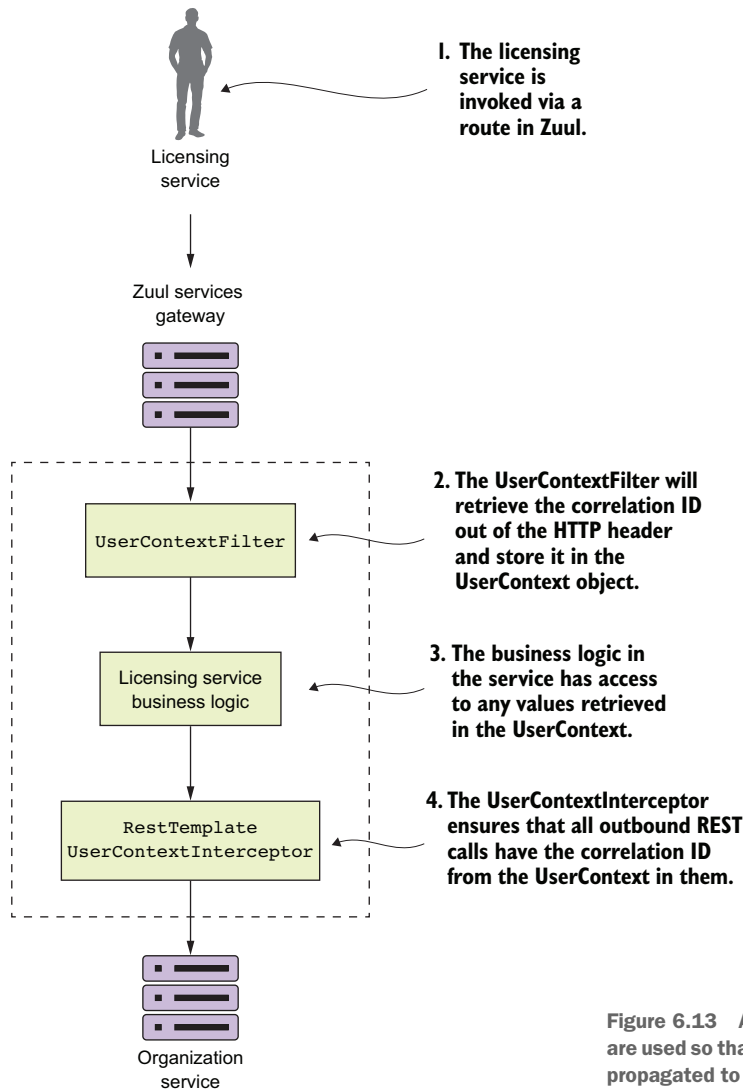 1. The licensing
service is
invoked via a
route in Zuul.
Licensing
service
Zuul services
gateway
2. The UserContextFilter will
retrieve the correlation ID
out of the HTTP header
and store it in the
UserContext object.
UserContextFilter
3. The business logic in
the service has access
to any values retrieved
in the UserContext.
Licensing service
business logic
4. The UserContextInterceptor
ensures that all outbound REST
calls have the correlation ID
from the UserContext in them.
RestTemplate
UserContextInterceptor
Organization
service
Figure 6.13
are used so
propagated to